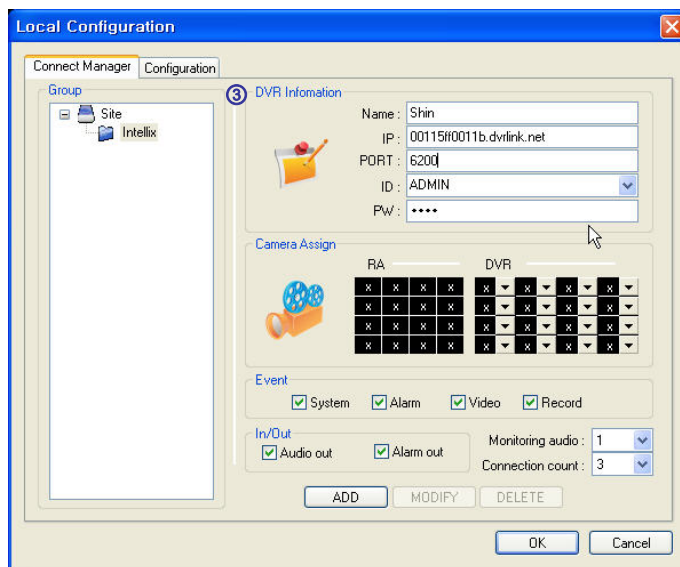 Local Configuration
Connect Manager Configuration
Group
Site
Intellix
③ DVR Infomation
Name : Shin
IP : 00115ff0011b.dvrlink.net
PORT : 6200
ID : ADMIN
PW : ••••
Camera Assign
RA DVR
x x x x x x x x
x x x x x x x x
x x x x x x x x
x x x x x x x x
Event
System Alarm Video Record
In/Out
Audio out Alarm out
Monitoring audio : 1
Connection count : 3
ADD MODIFY DELETE
OK Cancel